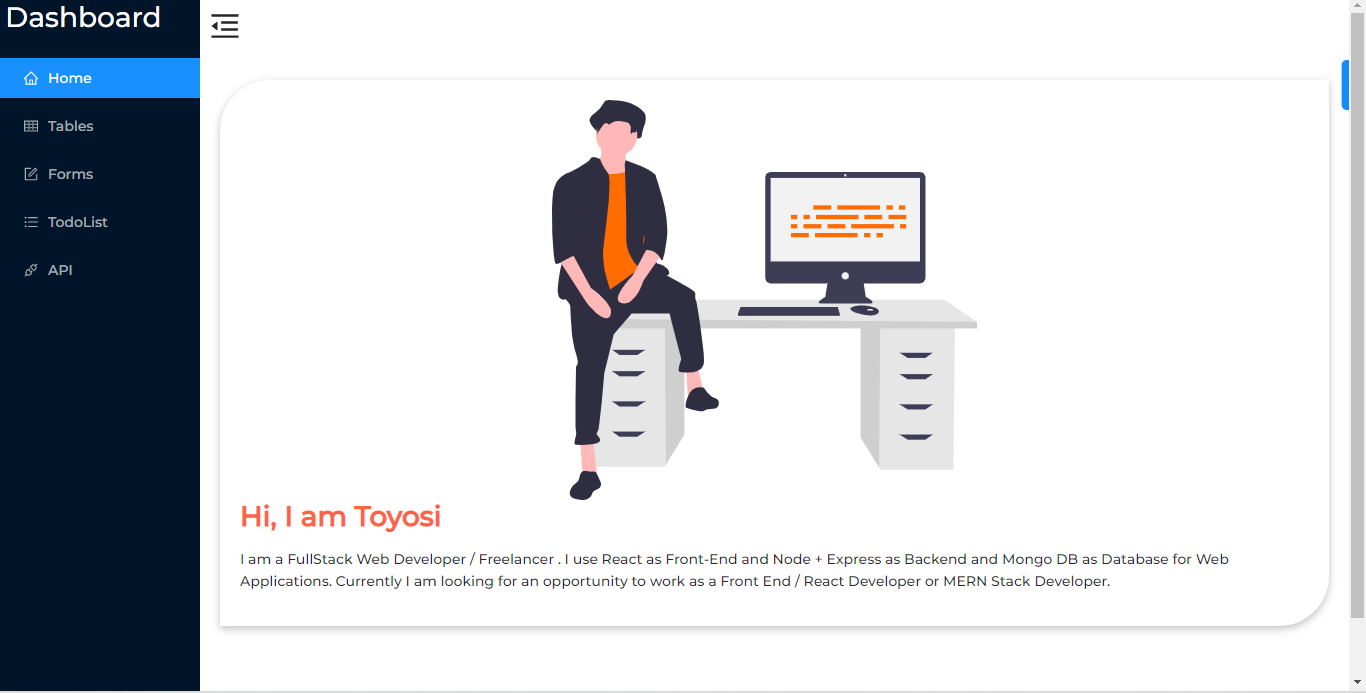 Dashboard
Home
Tables
Forms
TodoList
API
Hi, I am Toyosi
I am a FullStack Web Developer / Freelancer . I use React as Front-End and Node + Express as Backend and Mongo DB as Database for Web
Applications. Currently I am looking for an opportunity to work as a Front End / React Developer or MERN Stack Developer.